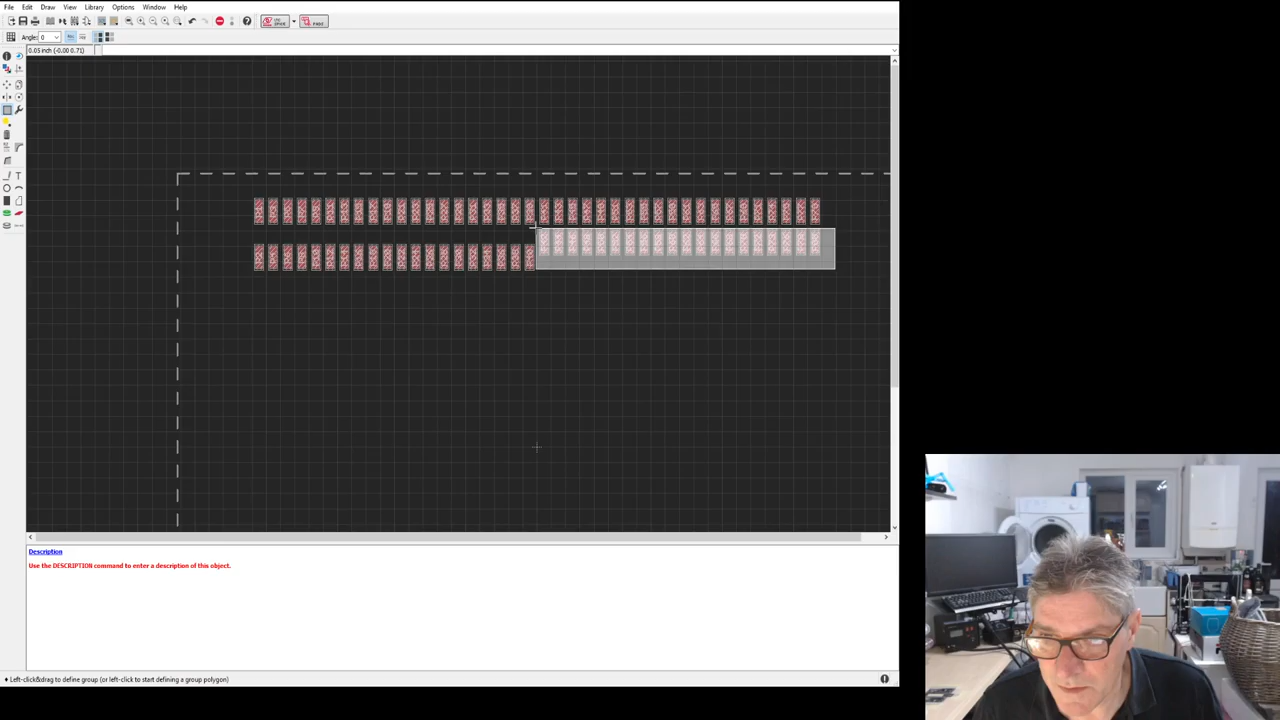 File Edit Draw View Library Options Window Help
Angle: 0
0.05 inch (-0.00 0.71)
Description
Use the DESCRIPTION command to enter a description of this object.
Left-click&drag to define group (or left-click to start defining a group polygon)